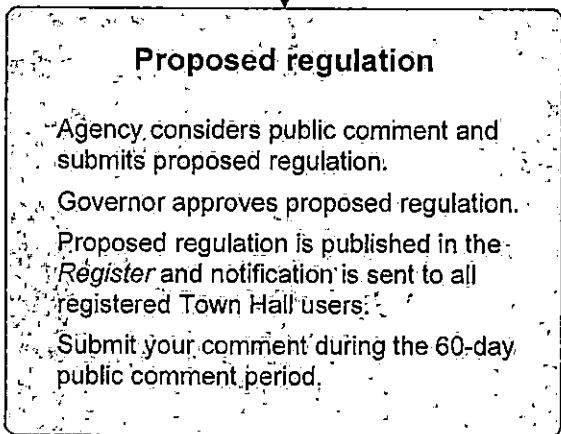 Proposed regulation
Agency considers public comment and
submits proposed regulation.
Governor approves proposed regulation.
Proposed regulation is published in the
Register and notification is sent to all
registered Town Hall users.
Submit your comment during the 60-day
public comment period.